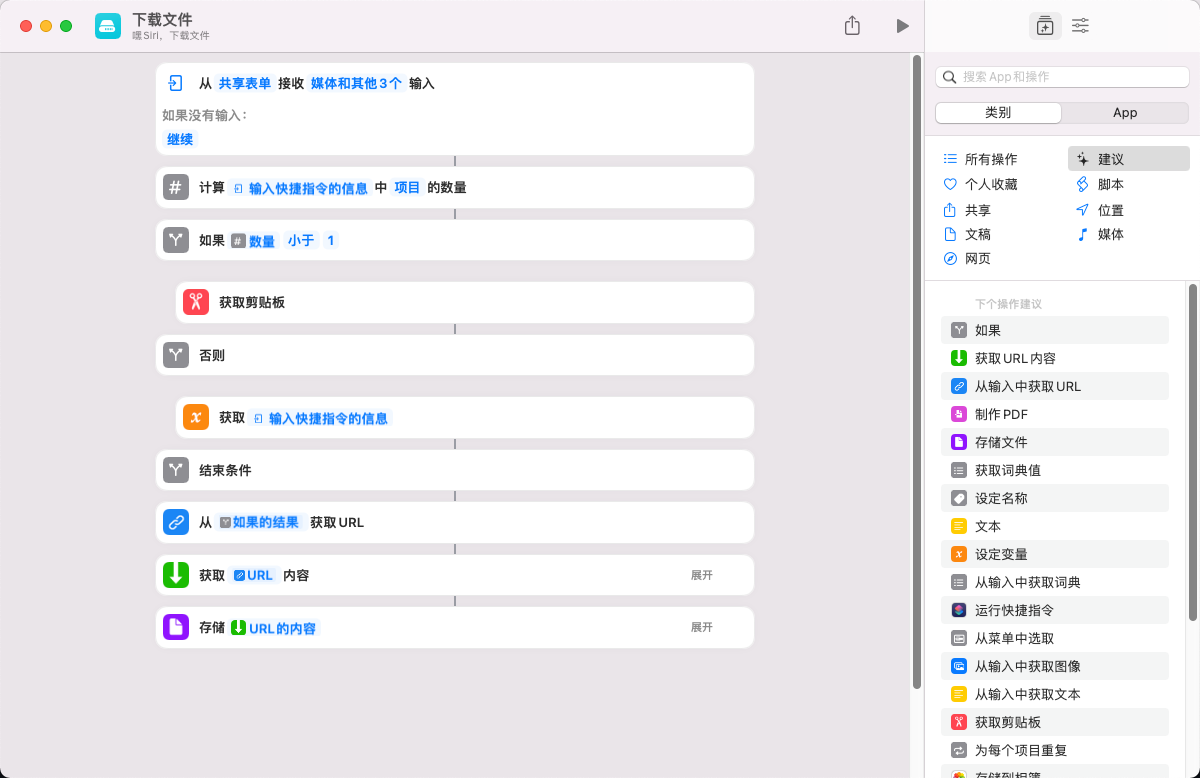 下载文件
嘿Siri，下载文件
从 共享表单 接收 媒体和其他3个 输入
如果没有输入：
继续
计算 输入快捷指令的信息 中 项目 的数量
如果 数量 小于 1
获取剪贴板
否则
获取 输入快捷指令的信息
结束条件
从 如果的结果 获取URL
获取 URL 内容 展开
存储 URL的内容 展开
搜索App和操作
类别 App
所有操作 建议
个人收藏 脚本
共享 位置
文稿 媒体
网页
下个操作建议
如果
获取URL内容
从输入中获取URL
制作PDF
存储文件
获取词典值
设定名称
文本
设定变量
从输入中获取词典
运行快捷指令
从菜单中选取
从输入中获取图像
从输入中获取文本
获取剪贴板
为每个项目重复
存储到相簿